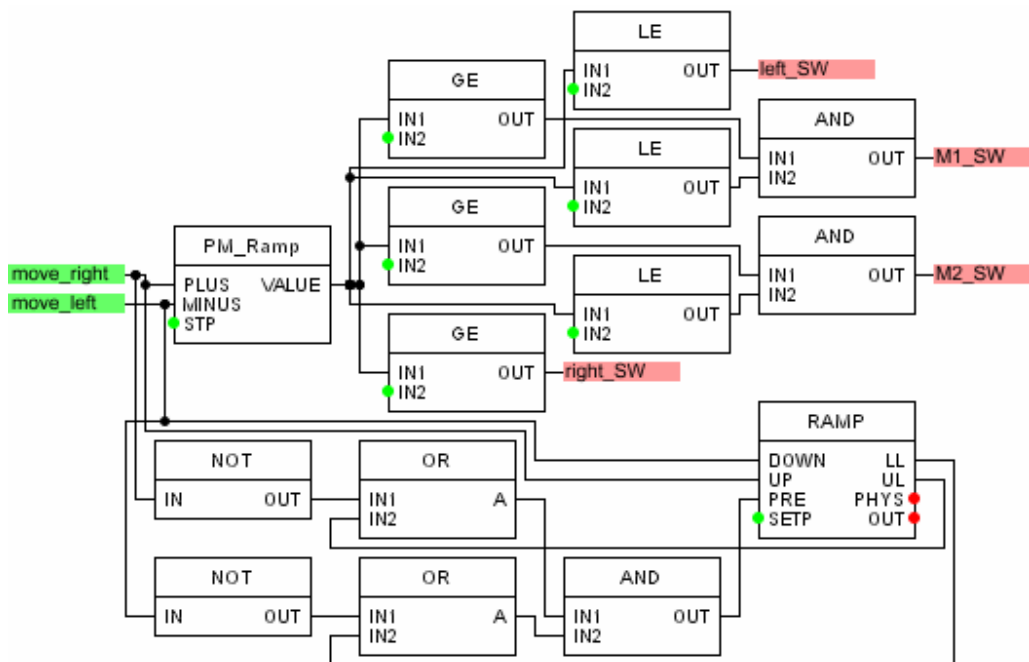 LE
IN1 OUT
IN2
left_SW
GE
IN1 OUT
IN2
AND
IN1 OUT
IN2
M1_SW
LE
IN1 OUT
IN2
GE
IN1 OUT
IN2
AND
IN1 OUT
IN2
M2_SW
PM_Ramp
PLUS VALUE
MINUS
STP
move_right
move_left
LE
IN1 OUT
IN2
GE
IN1 OUT
IN2
right_SW
RAMP
DOWN LL
UP UL
PRE PHYS
SETP OUT
NOT
IN OUT
OR
IN1 A
IN2
NOT
IN OUT
OR
IN1 A
IN2
AND
IN1 OUT
IN2